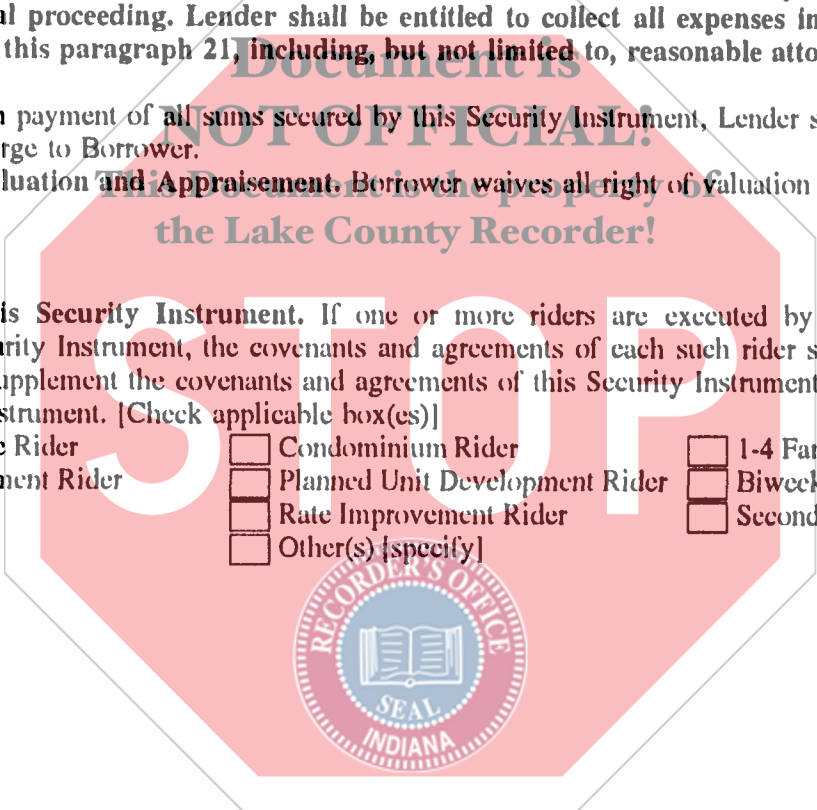 al proceeding. Lender shall be entitled to collect all expenses in
this paragraph 21, including, but not limited to, reasonable atto
Document is
payment of all sums secured by this Security Instrument, Lender s
NOT OFFICIAL!
rge to Borrower.
luation and Appraisement. Borrower waives all right of valuation
This Document is the property of
the Lake County Recorder!
is Security Instrument. If one or more riders are executed by
STOP
rity Instrument, the covenants and agreements of each such rider s
upplement the covenants and agreements of this Security Instrument
strument. [Check applicable box(es)]
Rider Condominium Rider 1-4 Far
ment Rider Planned Unit Development Rider Biweek
Rate Improvement Rider Second
Other(s) [specify]
RECORDER'S OFFICE
SEAL
INDIANA